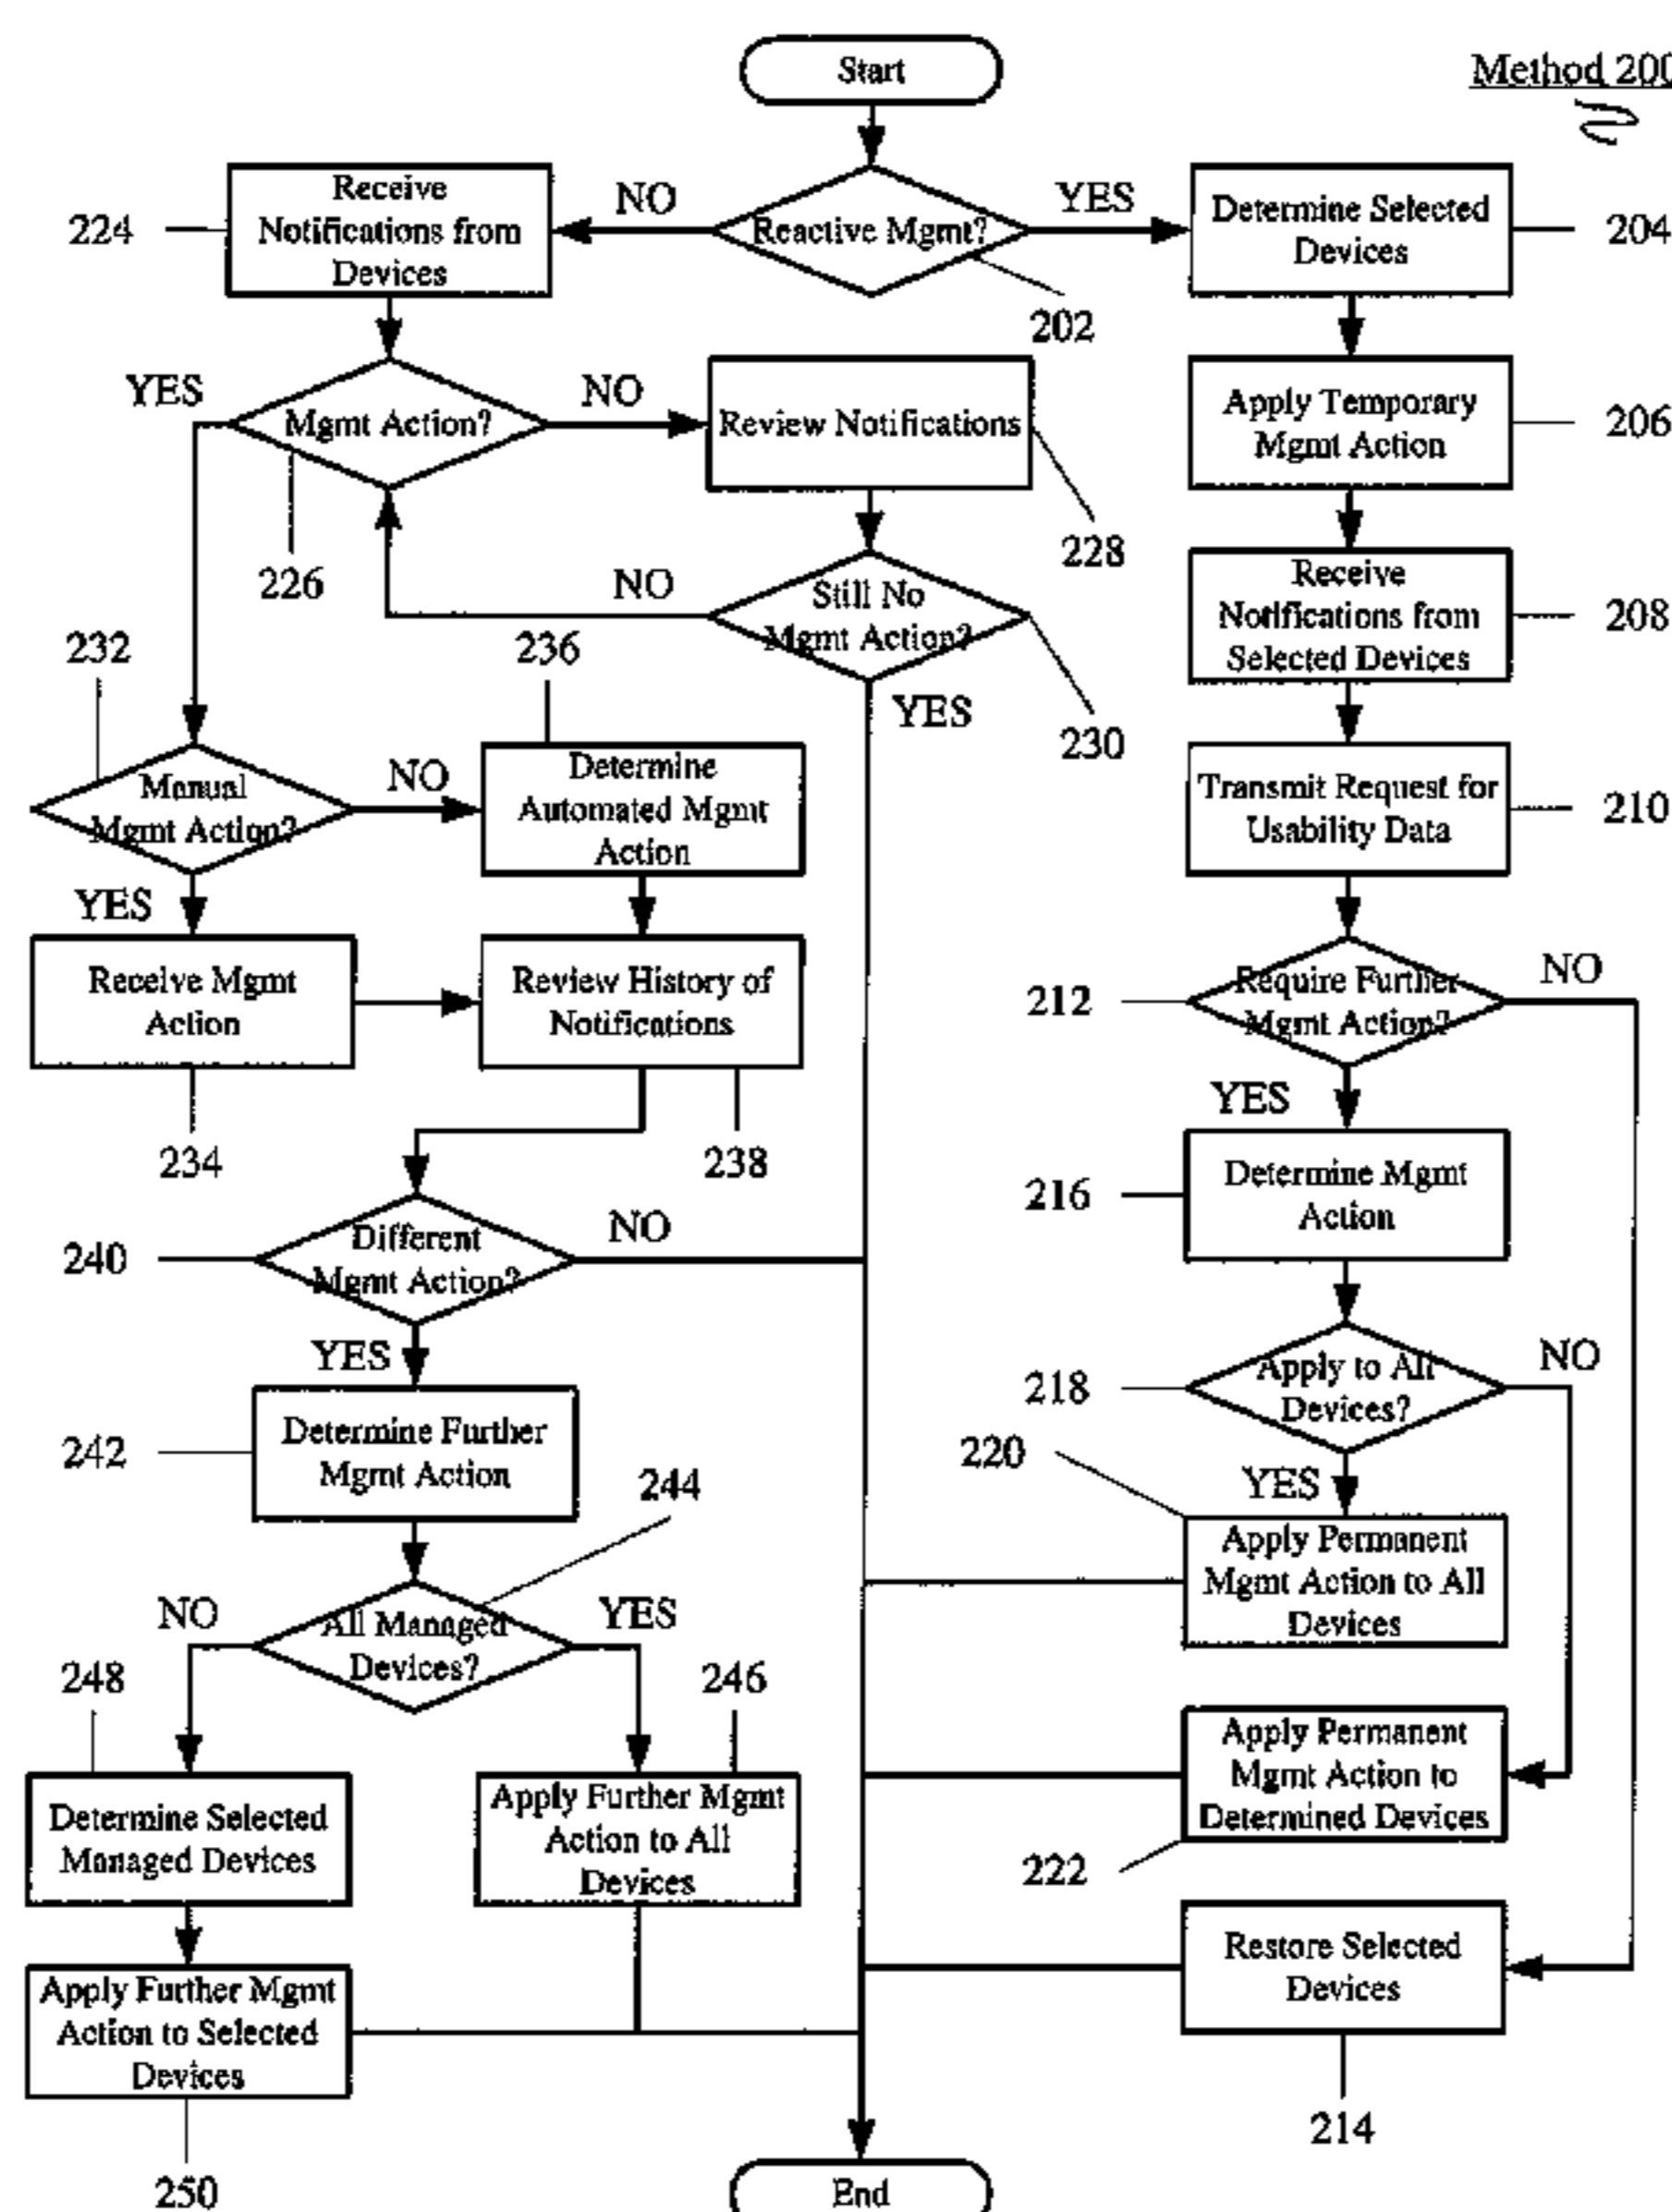 Start
Method 200
Receive
Notifications from
Devices
224
NO
Reactive Mgmt?
YES
202
Determine Selected
Devices
204
YES
Mgmt Action?
226
NO
Review Notifications
228
Apply Temporary
Mgmt Action
206
NO
Still No
Mgmt Action?
YES
230
Receive
Notifications from
Selected Devices
208
232
Manual
Mgmt Action?
NO
YES
236
Determine
Automated Mgmt
Action
Transmit Request for
Usability Data
210
Receive Mgmt
Action
234
Review History of
Notifications
238
212
Require Further
Mgmt Action?
NO
YES
216
Determine Mgmt
Action
240
Different
Mgmt Action?
NO
YES
218
Apply to All
Devices?
NO
YES
242
Determine Further
Mgmt Action
244
220
Apply Permanent
Mgmt Action to All
Devices
NO
All Managed
Devices?
YES
248
246
Determine Selected
Managed Devices
Apply Further Mgmt
Action to All
Devices
Apply Permanent
Mgmt Action to
Determined Devices
222
Apply Further Mgmt
Action to Selected
Devices
250
Restore Selected
Devices
214
End